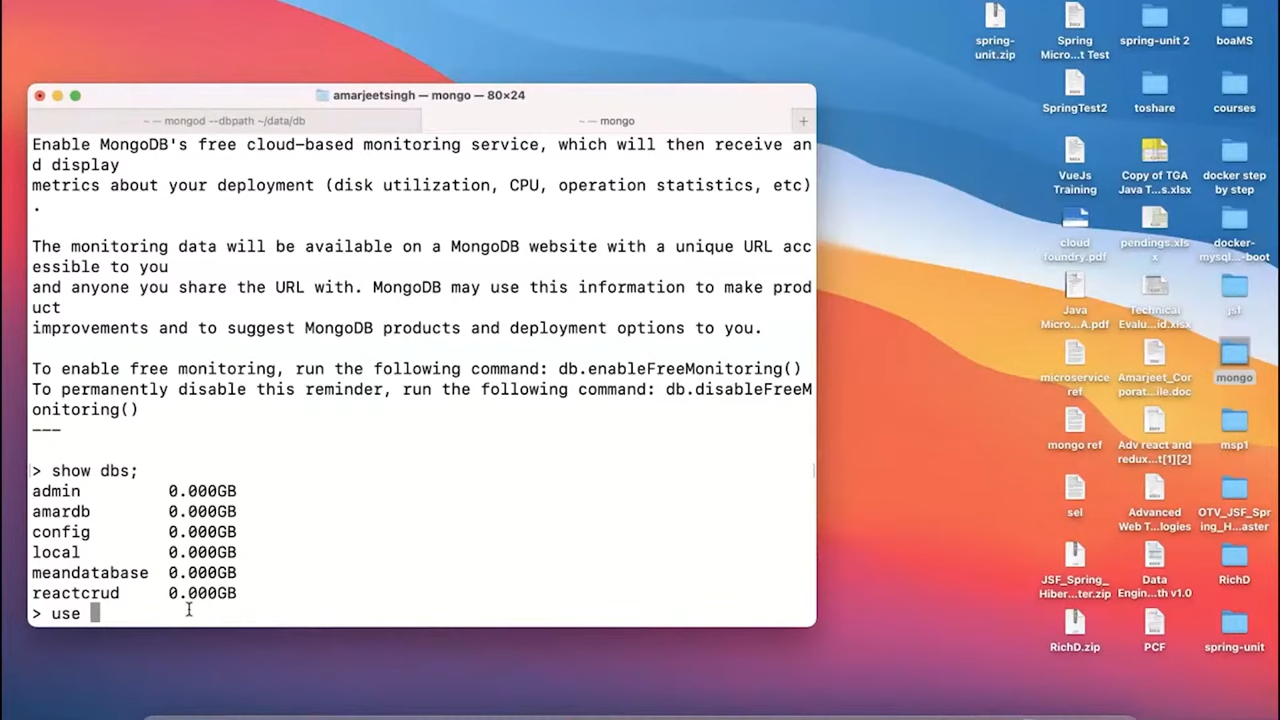 amarjeetsingh — mongo — 80×24
~ — mongod --dbpath ~/data/db
~ — mongo
+
Enable MongoDB's free cloud-based monitoring service, which will then receive an
d display
metrics about your deployment (disk utilization, CPU, operation statistics, etc)
.
The monitoring data will be available on a MongoDB website with a unique URL acc
essible to you
and anyone you share the URL with. MongoDB may use this information to make prod
uct
improvements and to suggest MongoDB products and deployment options to you.
To enable free monitoring, run the following command: db.enableFreeMonitoring()
To permanently disable this reminder, run the following command: db.disableFreeM
onitoring()
---
> show dbs;
admin 0.000GB
amardb 0.000GB
config 0.000GB
local 0.000GB
meandatabase 0.000GB
reactcrud 0.000GB
> use
spring-
unit.zip
Spring
Micro...t Test
spring-unit 2
boaMS
SpringTest2
toshare
courses
VueJs
Training
Copy of TGA
Java T...s.xlsx
docker step
by step
cloud
foundry.pdf
pendings.xls
x
docker-
mysql...-boot
Java
Micro...A.pdf
Technical
Evalu...id.xlsx
jsf
microservice
ref
Amarjeet_Cor
porat...ile.doc
mongo
mongo ref
Adv react and
redux...t[1][2]
msp1
sel
Advanced
Web T...logies
OTV_JSF_Spr
ing_H...aster
JSF_Spring_
Hiber...ter.zip
Data
Engin...th v1.0
RichD
RichD.zip
PCF
spring-unit